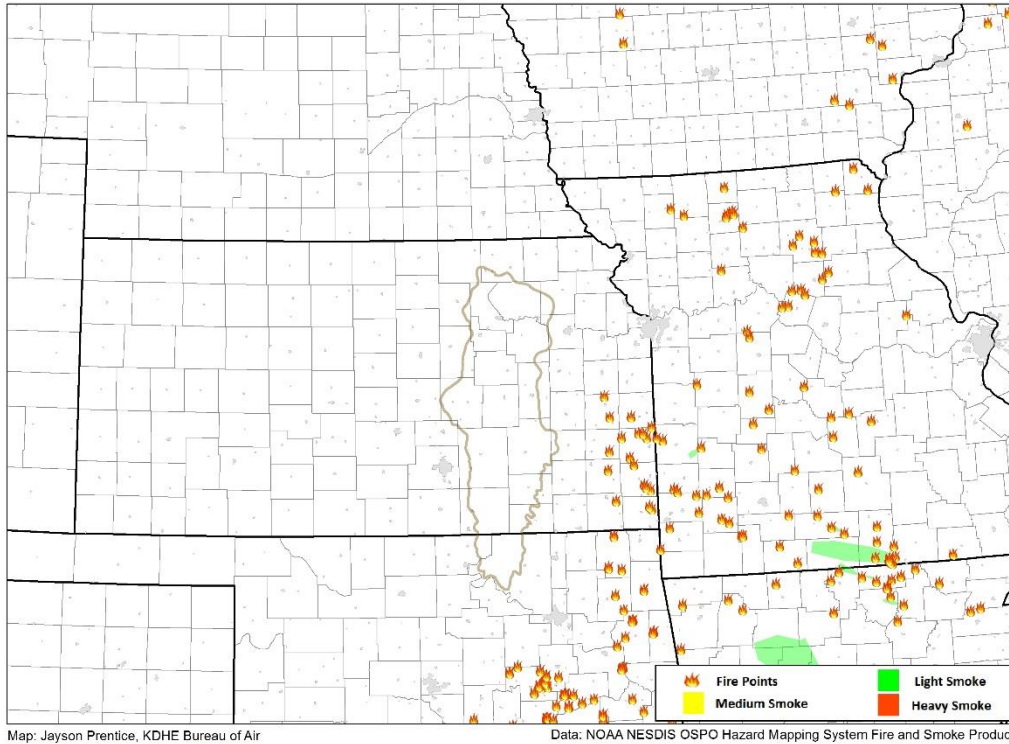 Fire Points
Light Smoke
Medium Smoke
Heavy Smoke
Map: Jayson Prentice, KDHE Bureau of Air
Data: NOAA NESDIS OSPO Hazard Mapping System Fire and Smoke Produc